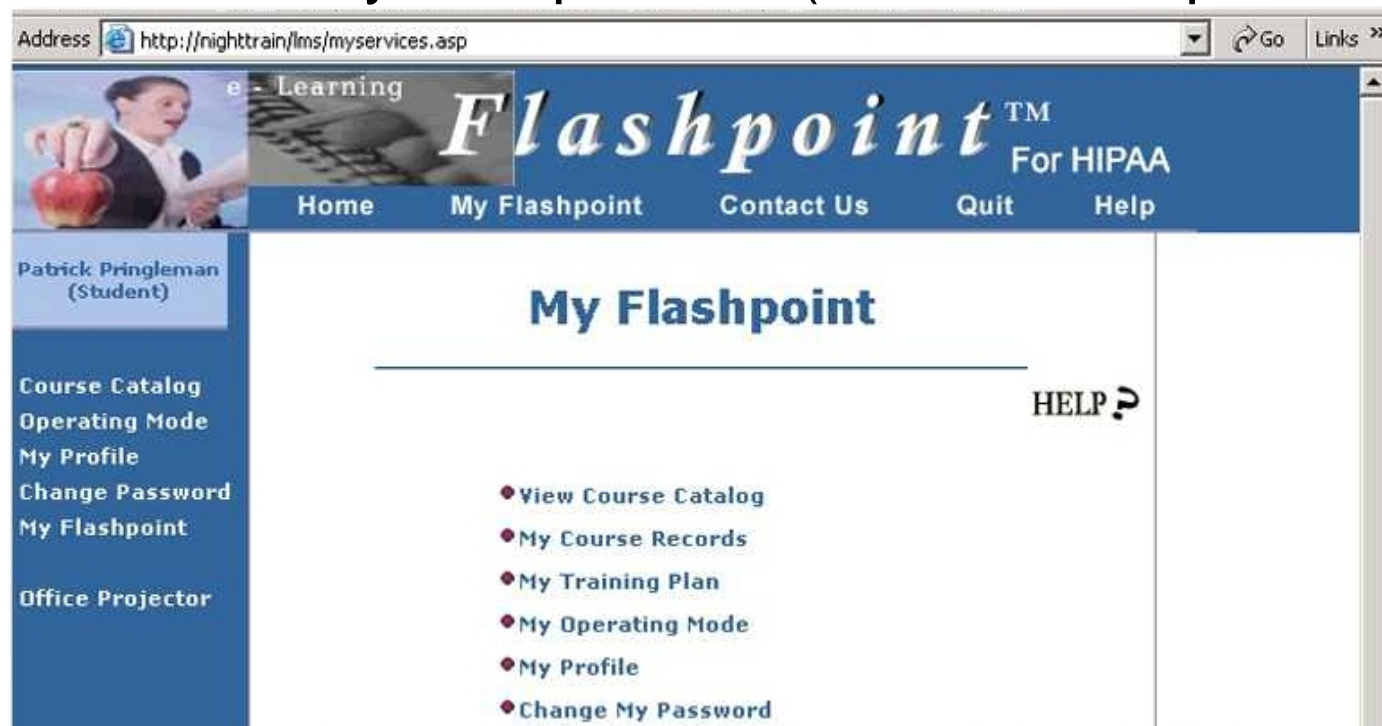 Address http://nighttrain/lms/myservices.asp Go Links »
e - Learning
Flashpoint™
For HIPAA
Home My Flashpoint Contact Us Quit Help
Patrick Pringleman
(Student)
Course Catalog
Operating Mode
My Profile
Change Password
My Flashpoint
Office Projector
My Flashpoint
HELP?
View Course Catalog
My Course Records
My Training Plan
My Operating Mode
My Profile
Change My Password